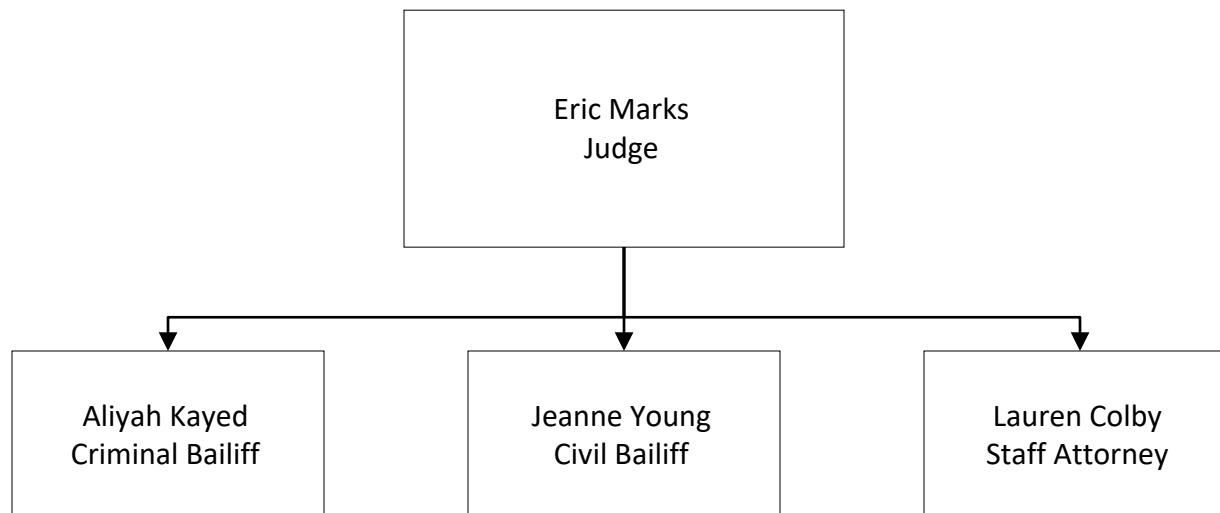 Eric Marks
Judge
Aliyah Kayed
Criminal Bailiff
Jeanne Young
Civil Bailiff
Lauren Colby
Staff Attorney